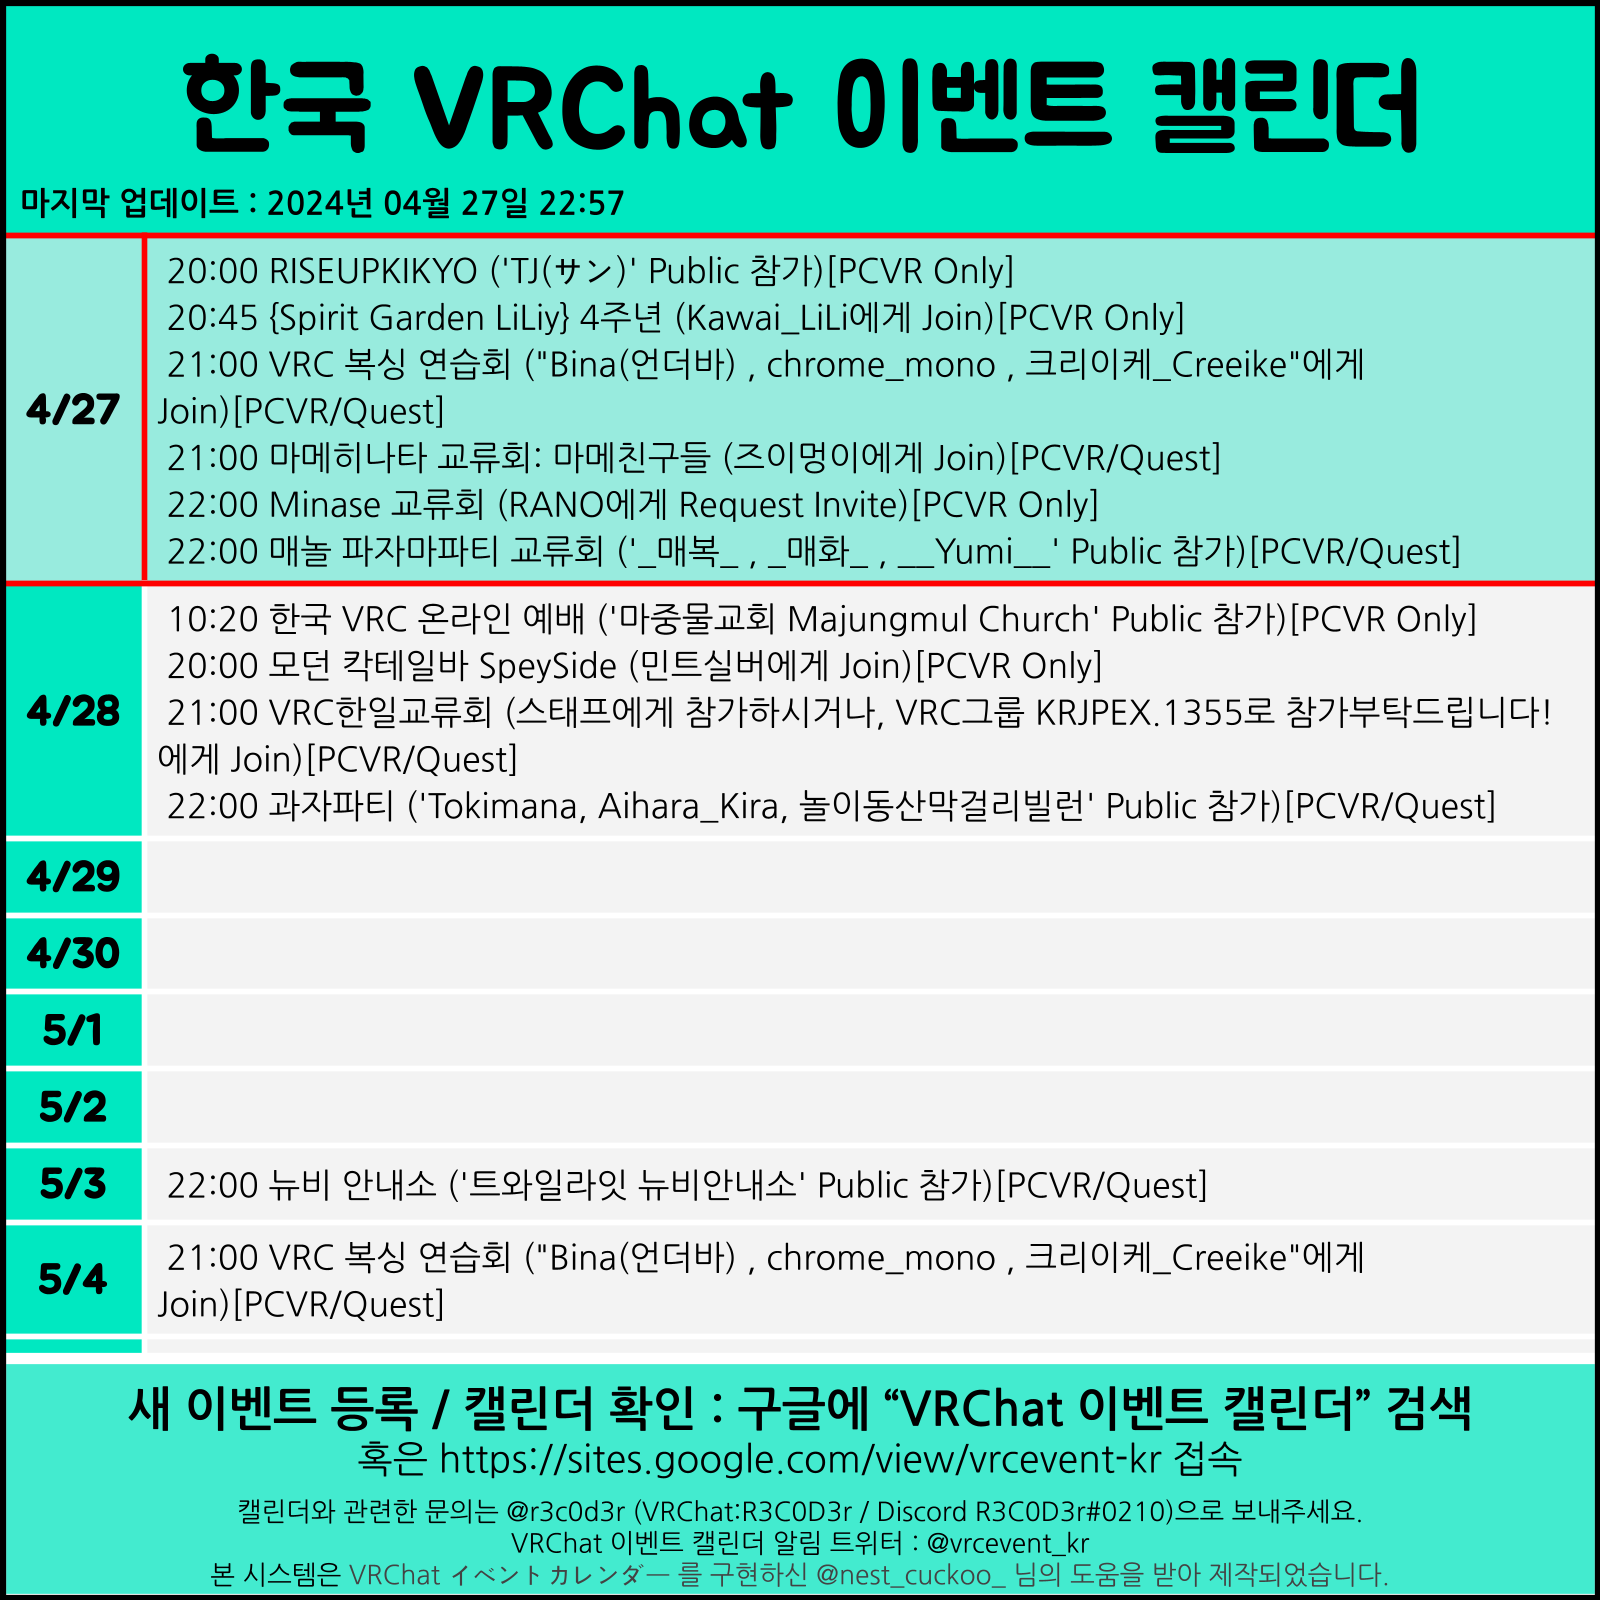 한국 VRChat 이벤트 캘린더
마지막 업데이트 : 2024년 04월 27일 22:57
4/27
20:00 RISEUPKIKYO ('TJ(サン)' Public 참가)[PCVR Only]
20:45 {Spirit Garden LiLiy} 4주년 (Kawai_LiLi에게 Join)[PCVR Only]
21:00 VRC 복싱 연습회 ("Bina(언더바) , chrome_mono , 크리이케_Creeike"에게
Join)[PCVR/Quest]
21:00 마메히나타 교류회: 마메친구들 (즈이멍이에게 Join)[PCVR/Quest]
22:00 Minase 교류회 (RANO에게 Request Invite)[PCVR Only]
22:00 매놀 파자마파티 교류회 ('_매복_ , _매화_ , __Yumi__' Public 참가)[PCVR/Quest]
4/28
10:20 한국 VRC 온라인 예배 ('마중물교회 Majungmul Church' Public 참가)[PCVR Only]
20:00 모던 칵테일바 SpeySide (민트실버에게 Join)[PCVR Only]
21:00 VRC한일교류회 (스태프에게 참가하시거나, VRC그룹 KRJPEX.1355로 참가부탁드립니다!
에게 Join)[PCVR/Quest]
22:00 과자파티 ('Tokimana, Aihara_Kira, 놀이동산막걸리빌런' Public 참가)[PCVR/Quest]
4/29
4/30
5/1
5/2
5/3
22:00 뉴비 안내소 ('트와일라잇 뉴비안내소' Public 참가)[PCVR/Quest]
5/4
21:00 VRC 복싱 연습회 ("Bina(언더바) , chrome_mono , 크리이케_Creeike"에게
Join)[PCVR/Quest]
새 이벤트 등록 / 캘린더 확인 : 구글에 “VRChat 이벤트 캘린더” 검색
혹은 https://sites.google.com/view/vrcevent-kr 접속
캘린더와 관련한 문의는 @r3c0d3r (VRChat:R3C0D3r / Discord R3C0D3r#0210)으로 보내주세요.
VRChat 이벤트 캘린더 알림 트위터 : @vrcevent_kr
본 시스템은 VRChat イベントカレンダー 를 구현하신 @nest_cuckoo_ 님의 도움을 받아 제작되었습니다.